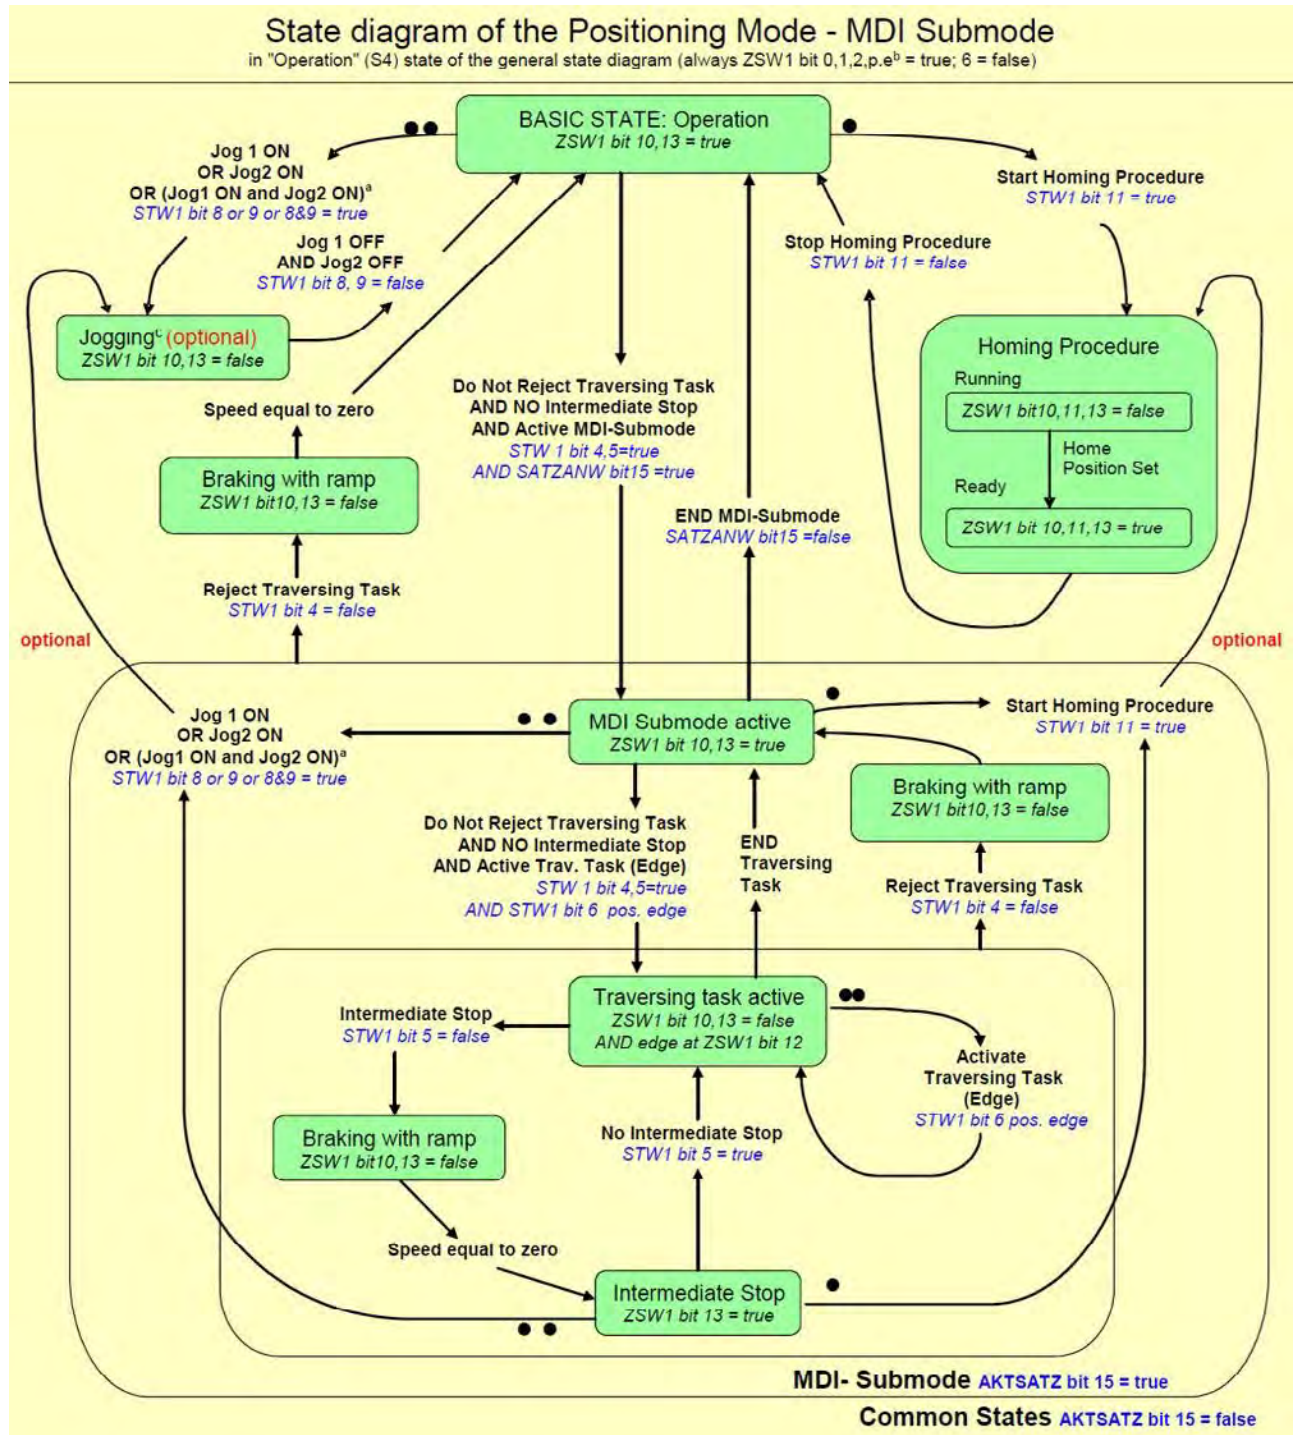 State diagram of the Positioning Mode - MDI Submode
in "Operation" (S4) state of the general state diagram (always ZSW1 bit 0,1,2,p.eᵇ = true; 6 = false)
BASIC STATE: Operation
ZSW1 bit 10,13 = true
Jog 1 ON
OR Jog2 ON
OR (Jog1 ON and Jog2 ON)ᵃ
STW1 bit 8 or 9 or 8&9 = true
Start Homing Procedure
STW1 bit 11 = true
Jog 1 OFF
AND Jog2 OFF
STW1 bit 8, 9 = false
Stop Homing Procedure
STW1 bit 11 = false
Joggingᶜ (optional)
ZSW1 bit 10,13 = false
Homing Procedure
Running
ZSW1 bit10,11,13 = false
Home
Position Set
Ready
ZSW1 bit 10,11,13 = true
Do Not Reject Traversing Task
AND NO Intermediate Stop
AND Active MDI-Submode
STW 1 bit 4,5=true
AND SATZANW bit15 =true
Speed equal to zero
Braking with ramp
ZSW1 bit10,13 = false
END MDI-Submode
SATZANW bit15 =false
Reject Traversing Task
STW1 bit 4 = false
optional
optional
Jog 1 ON
OR Jog2 ON
OR (Jog1 ON and Jog2 ON)ᵃ
STW1 bit 8 or 9 or 8&9 = true
MDI Submode active
ZSW1 bit 10,13 = true
Start Homing Procedure
STW1 bit 11 = true
Braking with ramp
ZSW1 bit10,13 = false
Do Not Reject Traversing Task
AND NO Intermediate Stop
AND Active Trav. Task (Edge)
STW 1 bit 4,5=true
AND STW1 bit 6 pos. edge
END
Traversing
Task
Reject Traversing Task
STW1 bit 4 = false
Traversing task active
ZSW1 bit 10,13 = false
AND edge at ZSW1 bit 12
Intermediate Stop
STW1 bit 5 = false
Activate
Traversing Task
(Edge)
STW1 bit 6 pos. edge
Braking with ramp
ZSW1 bit10,13 = false
No Intermediate Stop
STW1 bit 5 = true
Speed equal to zero
Intermediate Stop
ZSW1 bit 13 = true
MDI- Submode AKTSATZ bit 15 = true
Common States AKTSATZ bit 15 = false